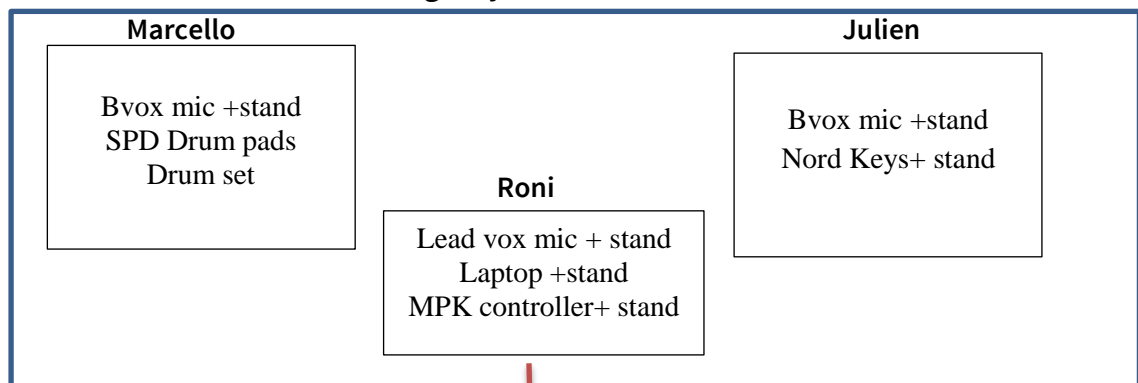 Marcello
Bvox mic +stand
SPD Drum pads
Drum set
Roni
Lead vox mic + stand
Laptop +stand
MPK controller+ stand
Julien
Bvox mic +stand
Nord Keys+ stand